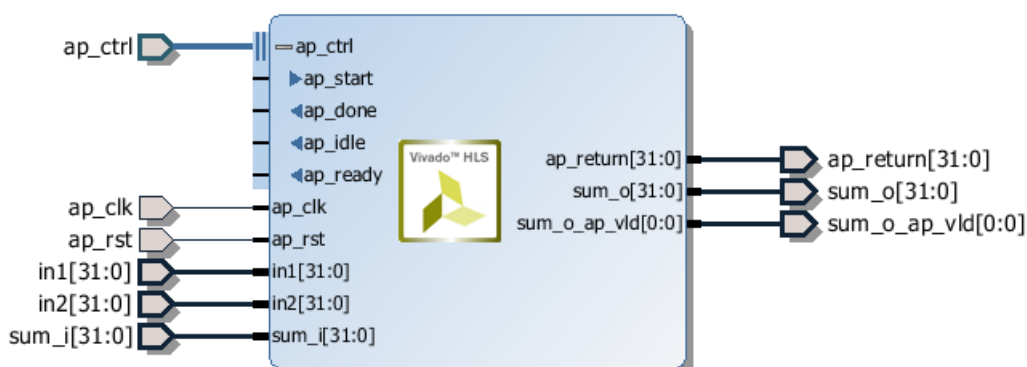 ap_ctrl
ap_clk
ap_rst
in1[31:0]
in2[31:0]
sum_i[31:0]
ap_ctrl
ap_start
ap_done
ap_idle
ap_ready
ap_clk
ap_rst
in1[31:0]
in2[31:0]
sum_i[31:0]
Vivado™ HLS
ap_return[31:0]
sum_o[31:0]
sum_o_ap_vld[0:0]
ap_return[31:0]
sum_o[31:0]
sum_o_ap_vld[0:0]